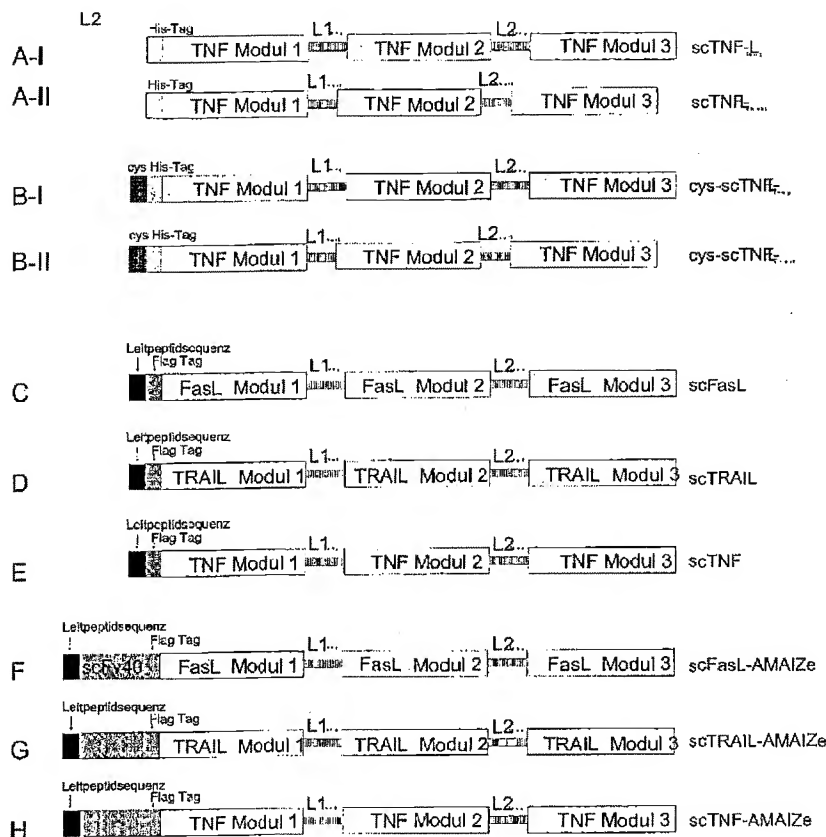 L2
His-Tag L1... L2...
A-I TNF Modul 1 TNF Modul 2 TNF Modul 3 scTNF-L
His-Tag L1... L2...
A-II TNF Modul 1 TNF Modul 2 TNF Modul 3
cys His-Tag L1... L2...
B-I TNF Modul 1 TNF Modul 2 TNF Modul 3
cys His-Tag L1... L2...
B-II TNF Modul 1 TNF Modul 2 TNF Modul 3
Leitpeptidsequenz
Flag Tag L1... L2...
C FasL Modul 1 FasL Modul 2 FasL Modul 3 scFasL
Leitpeptidsequenz
Flag Tag L1... L2...
D TRAIL Modul 1 TRAIL Modul 2 TRAIL Modul 3 scTRAIL
Leitpeptidsequenz
Flag Tag L1... L2...
E TNF Modul 1 TNF Modul 2 TNF Modul 3 scTNF
Leitpeptidsequenz
Flag Tag L1... L2...
F scFv40 FasL Modul 1 FasL Modul 2 FasL Modul 3 scFasL-AMAIZe
Leitpeptidsequenz
Flag Tag L1... L2...
G TRAIL Modul 1 TRAIL Modul 2 TRAIL Modul 3 scTRAIL-AMAIZe
Leitpeptidsequenz
Flag Tag L1... L2...
H TNF Modul 1 TNF Modul 2 TNF Modul 3 scTNF-AMAIZe